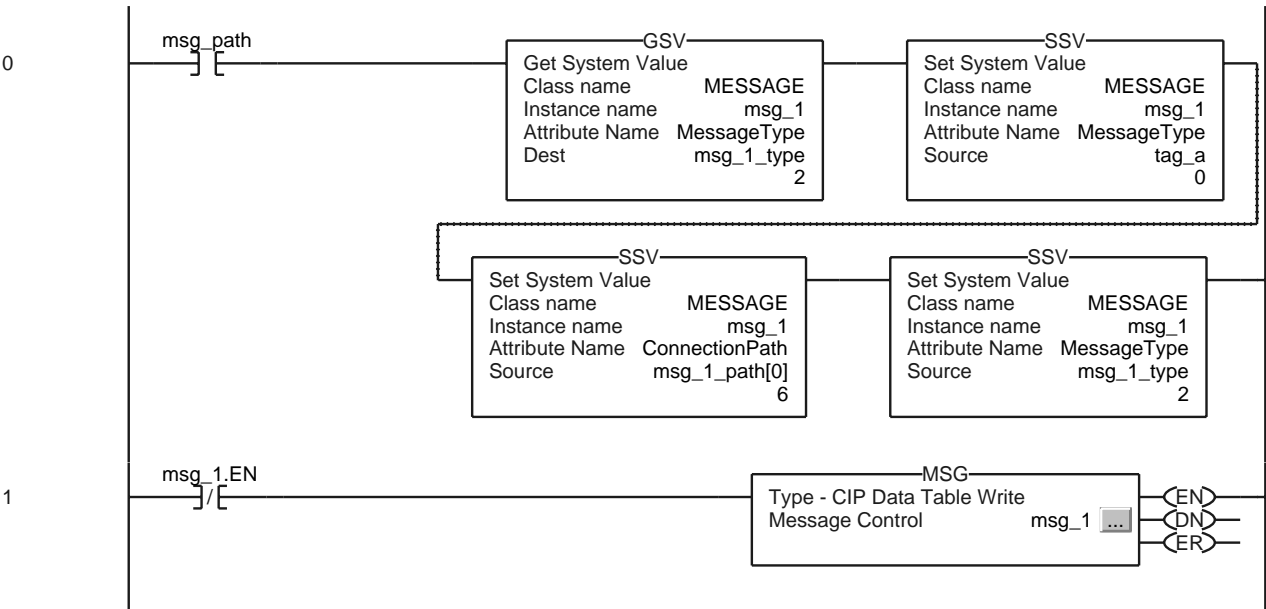 0
msg_path
GSV
Get System Value
Class name MESSAGE
Instance name msg_1
Attribute Name MessageType
Dest msg_1_type
2
SSV
Set System Value
Class name MESSAGE
Instance name msg_1
Attribute Name MessageType
Source tag_a
0
SSV
Set System Value
Class name MESSAGE
Instance name msg_1
Attribute Name ConnectionPath
Source msg_1_path[0]
6
SSV
Set System Value
Class name MESSAGE
Instance name msg_1
Attribute Name MessageType
Source msg_1_type
2
1
msg_1.EN
/
MSG
Type - CIP Data Table Write
Message Control msg_1 ...
EN
DN
ER